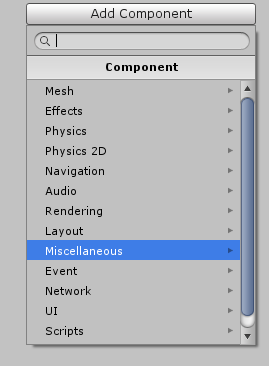 Add Component
Component
Mesh
Effects
Physics
Physics 2D
Navigation
Audio
Rendering
Layout
Miscellaneous
Event
Network
UI
Scripts